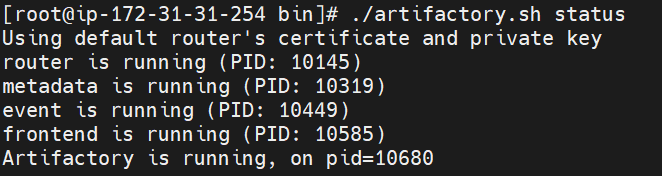 [root@ip-172-31-31-254 bin]# ./artifactory.sh status
Using default router's certificate and private key
router is running (PID: 10145)
metadata is running (PID: 10319)
event is running (PID: 10449)
frontend is running (PID: 10585)
Artifactory is running, on pid=10680